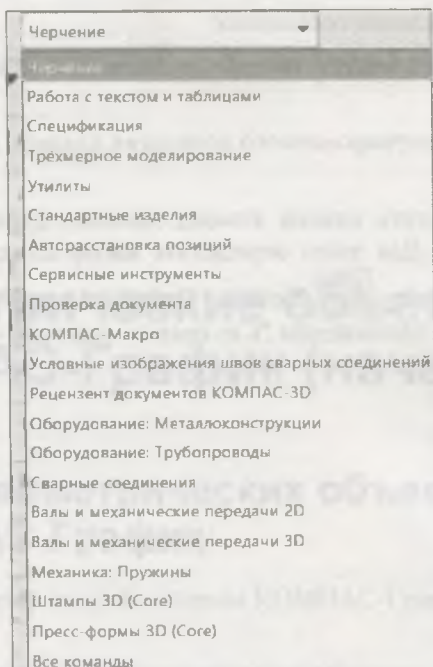 Черчение
Черчение
Работа с текстом и таблицами
Спецификация
Трёхмерное моделирование
Утилиты
Стандартные изделия
Авторасстановка позиций
Сервисные инструменты
Проверка документа
КОМПАС-Макро
Условные изображения швов сварных соединений
Рецензент документов КОМПАС-3D
Оборудование: Металлоконструкции
Оборудование: Трубопроводы
Сварные соединения
Валы и механические передачи 2D
Валы и механические передачи 3D
Механика: Пружины
Штампы 3D (Core)
Пресс-формы 3D (Core)
Все команды